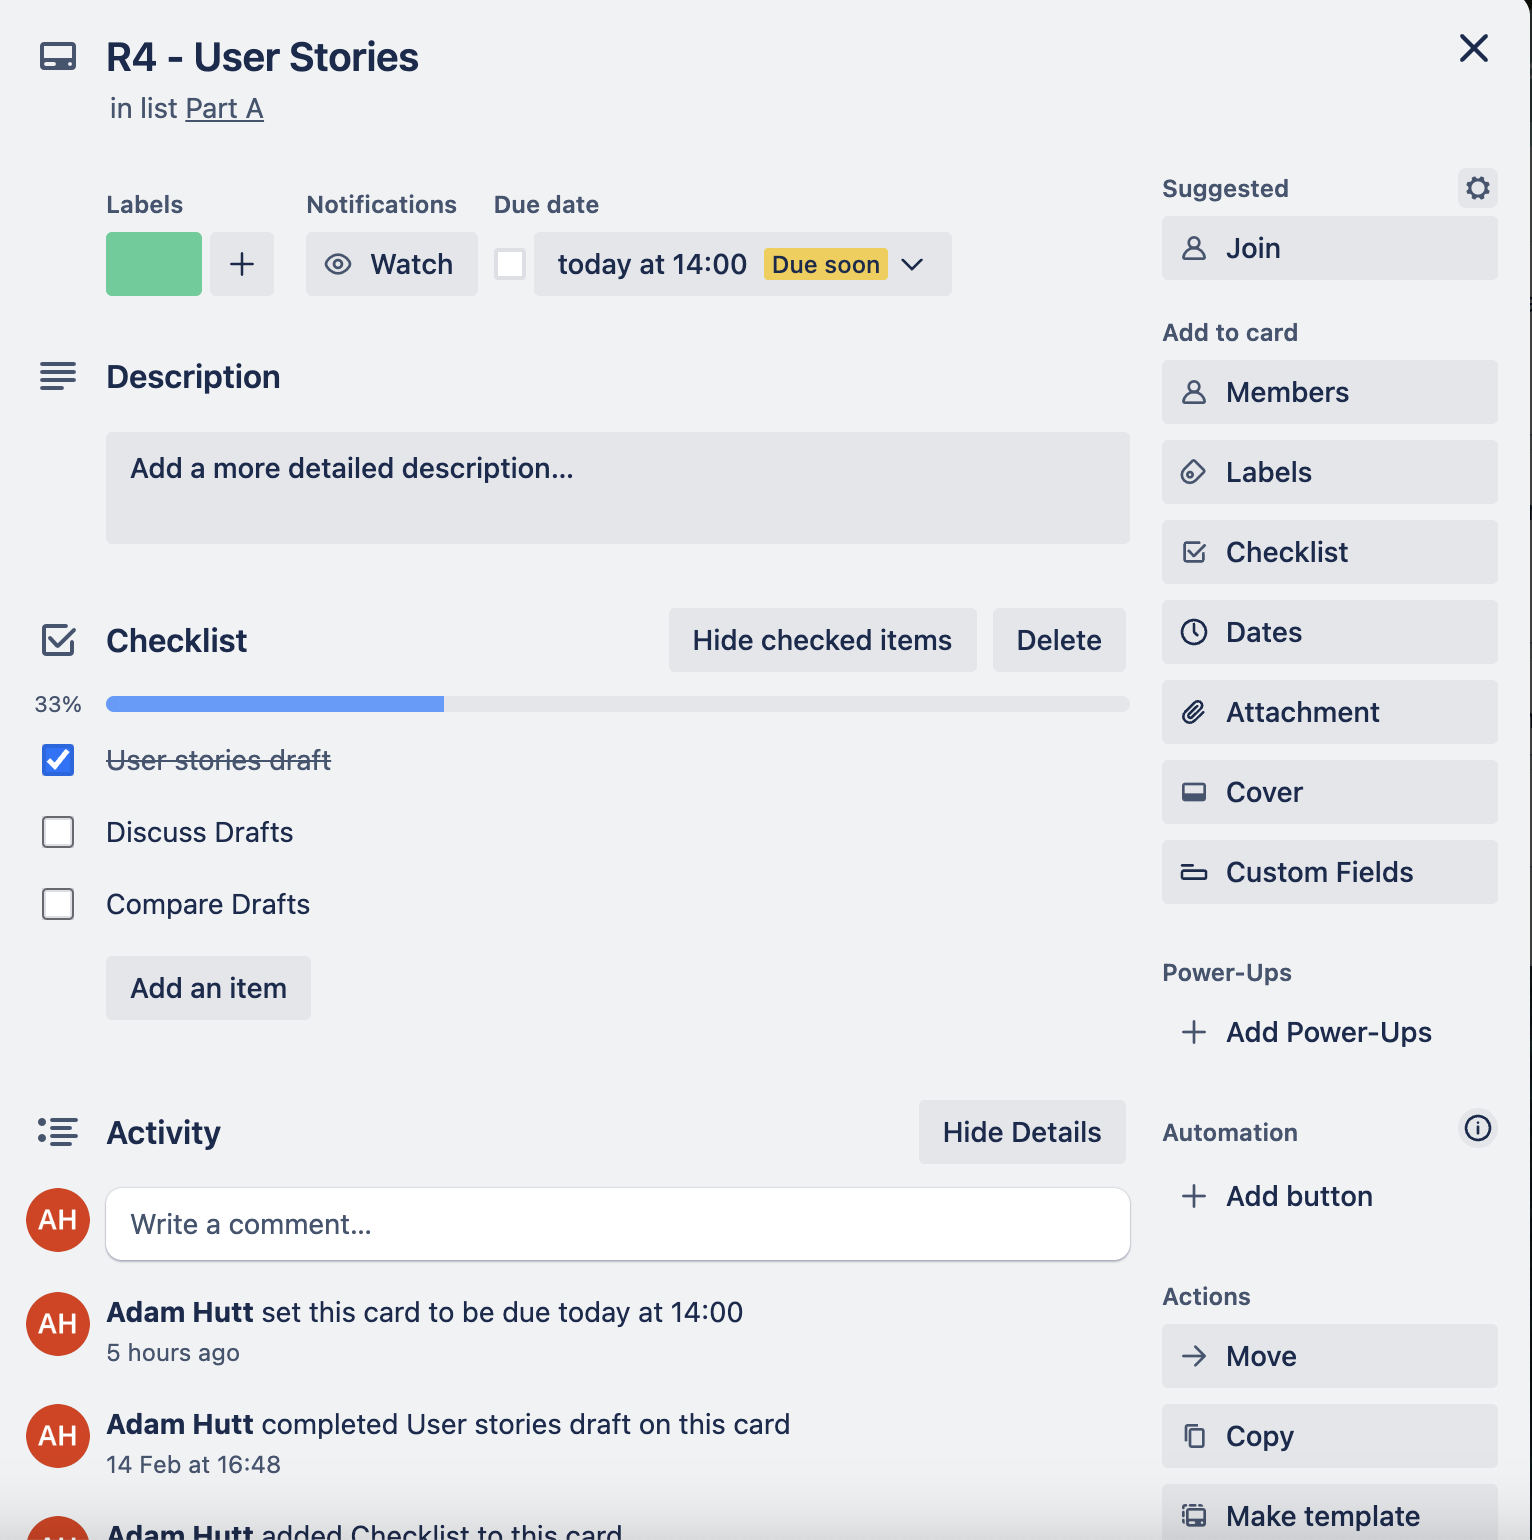 R4 - User Stories
in list Part A
Labels
Notifications
Due date
Watch
today at 14:00 Due soon
Description
Add a more detailed description...
Checklist
Hide checked items
Delete
33%
User stories draft
Discuss Drafts
Compare Drafts
Add an item
Activity
Hide Details
AH
Write a comment...
AH
Adam Hutt set this card to be due today at 14:00
5 hours ago
AH
Adam Hutt completed User stories draft on this card
14 Feb at 16:48
AH
Adam Hutt added Checklist to this card
Suggested
Join
Add to card
Members
Labels
Checklist
Dates
Attachment
Cover
Custom Fields
Power-Ups
Add Power-Ups
Automation
Add button
Actions
Move
Copy
Make template